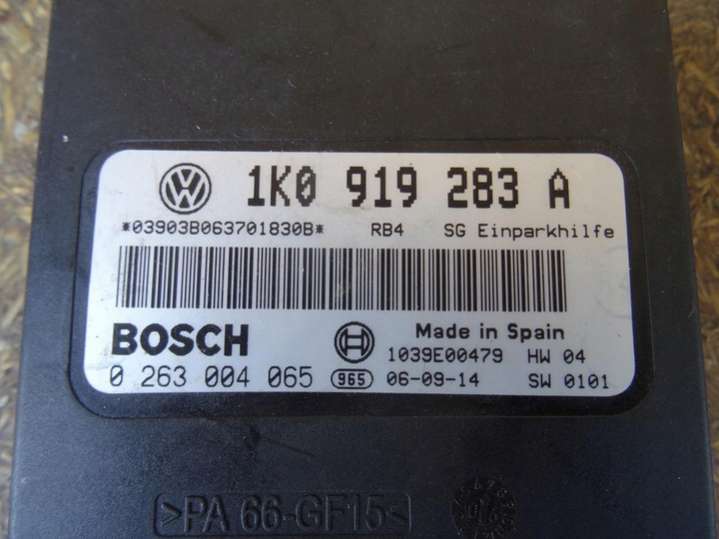 1K0 919 283 A
*03903B063701830B* RB4 SG Einparkhilfe
BOSCH Made in Spain
1039E00479 HW 04
0 263 004 065 965 06-09-14 SW 0101
>PA 66-GF15<